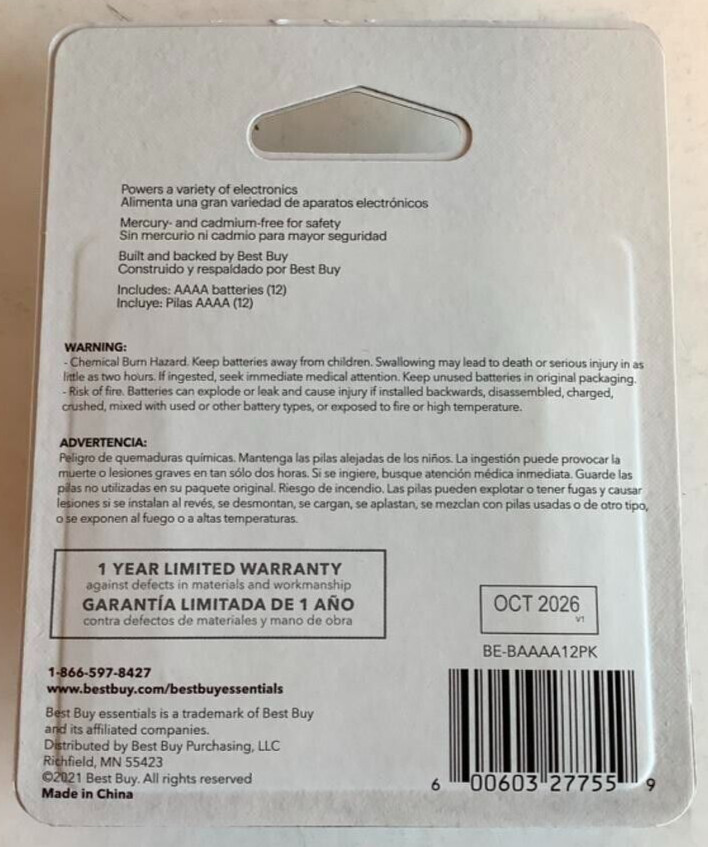 Powers a variety of electronics
Alimenta una gran variedad de aparatos electrónicos
Mercury- and cadmium-free for safety
Sin mercurio ni cadmio para mayor seguridad
Built and backed by Best Buy
Construido y respaldado por Best Buy
Includes: AAAA batteries (12)
Incluye: Pilas AAAA (12)
WARNING:
- Chemical Burn Hazard. Keep batteries away from children. Swallowing may lead to death or serious injury in as
little as two hours. If ingested, seek immediate medical attention. Keep unused batteries in original packaging.
- Risk of fire. Batteries can explode or leak and cause injury if installed backwards, disassembled, charged,
crushed, mixed with used or other battery types, or exposed to fire or high temperature.
ADVERTENCIA:
Peligro de quemaduras químicas. Mantenga las pilas alejadas de los niños. La ingestión puede provocar la
muerte o lesiones graves en tan sólo dos horas. Si se ingiere, busque atención médica inmediata. Guarde las
pilas no utilizadas en su paquete original. Riesgo de incendio. Las pilas pueden explotar o tener fugas y causar
lesiones si se instalan al revés, se desmontan, se cargan, se aplastan, se mezclan con pilas usadas o de otro tipo,
o se exponen al fuego o a altas temperaturas.
1 YEAR LIMITED WARRANTY
against defects in materials and workmanship
GARANTÍA LIMITADA DE 1 AÑO
contra defectos de materiales y mano de obra
OCT 2026
V1
BE-BAAAA12PK
1-866-597-8427
www.bestbuy.com/bestbuyessentials
Best Buy essentials is a trademark of Best Buy
and its affiliated companies.
Distributed by Best Buy Purchasing, LLC
Richfield, MN 55423
©2021 Best Buy. All rights reserved
Made in China
6 00603 27755 9